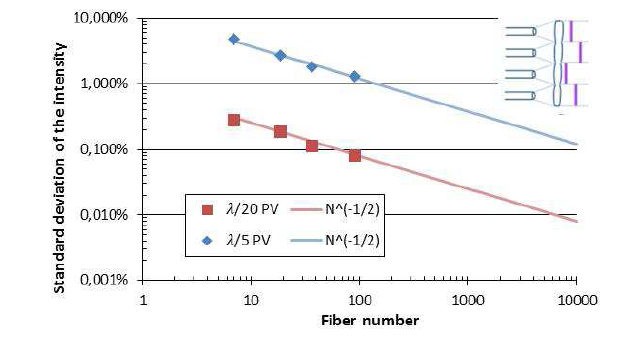 10,000%
1,000%
0,100%
0,010%
0,001%
Standard deviation of the intensity
λ/20 PV N^(-1/2)
λ/5 PV N^(-1/2)
1 10 100 1000 10000
Fiber number